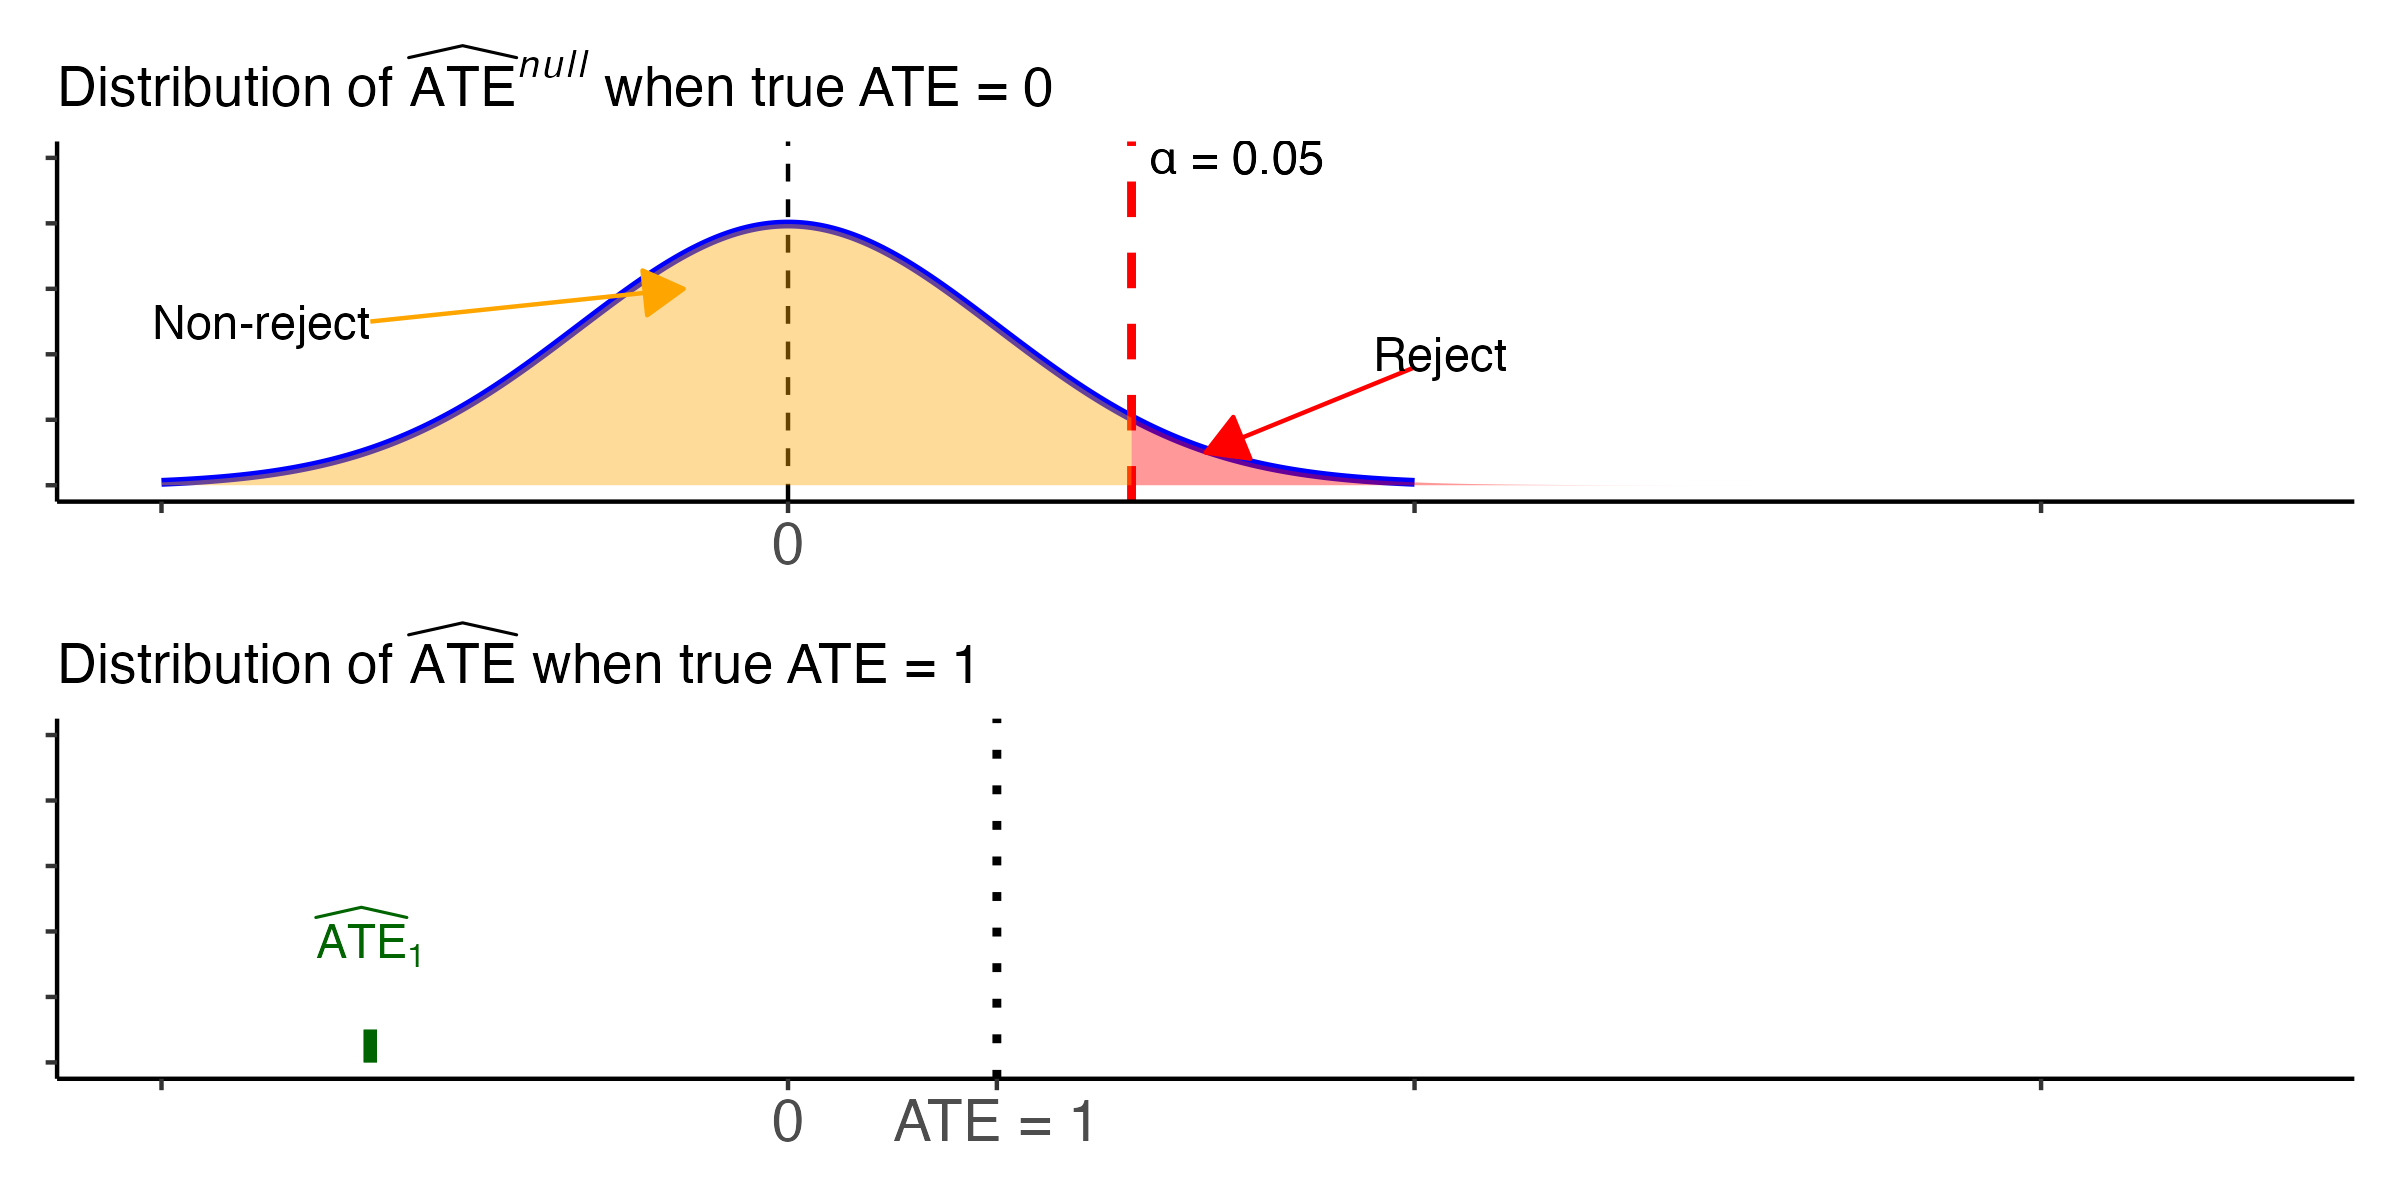 Distribution of ATE^null when true ATE = 0
α = 0.05
Non-reject
Reject
0
Distribution of ATE when true ATE = 1
ATE₁
0 ATE = 1